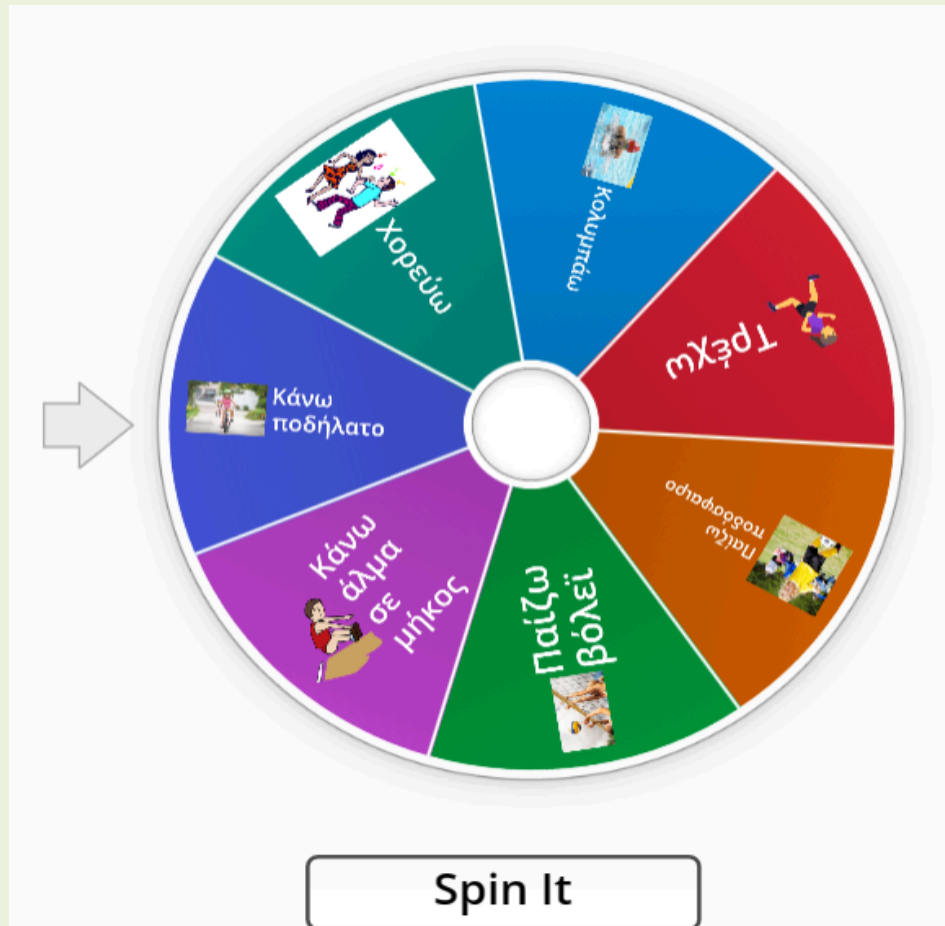 Κολυμπάω
Τρέχω
Παίζω
ποδόσφαιρο
Παίζω
βόλεϊ
Κάνω
άλμα
σε
μήκος
Κάνω
ποδήλατο
Χορεύω
Spin It